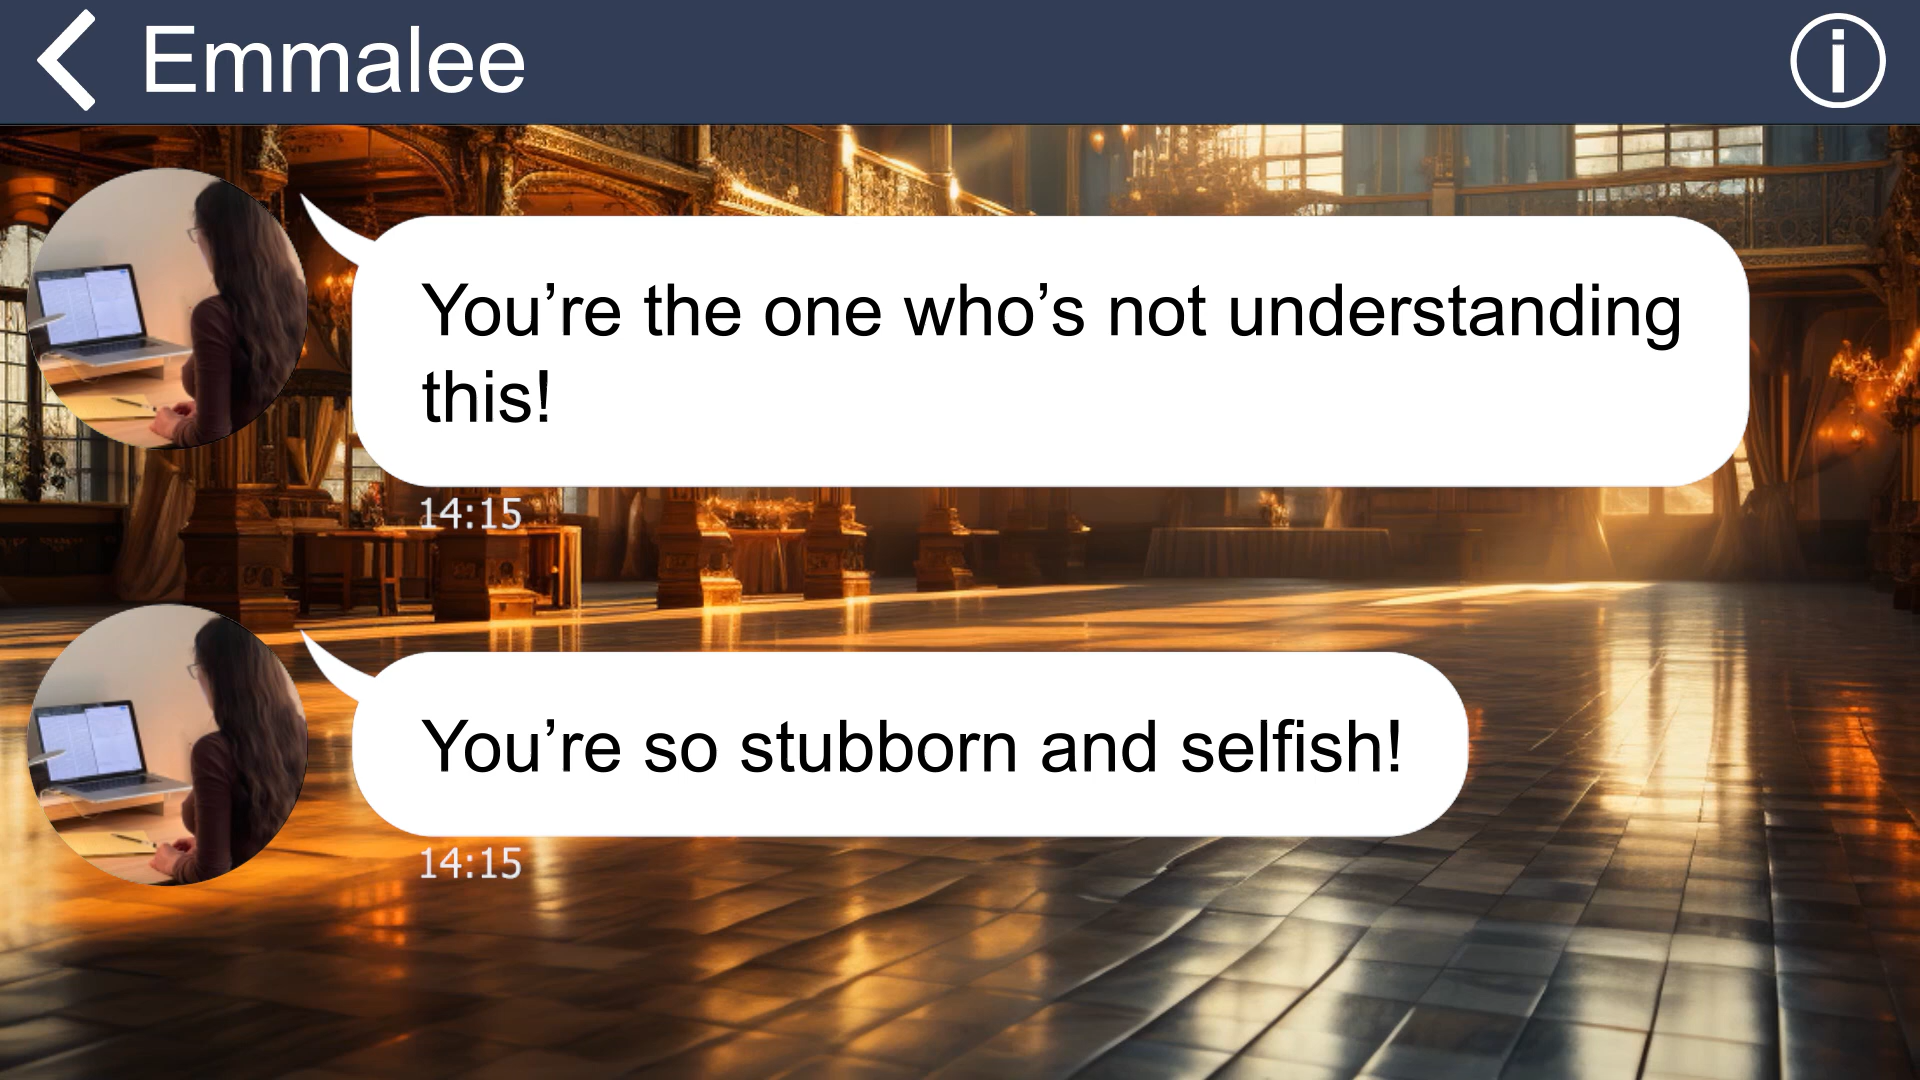 Emmalee
You’re the one who’s not understanding
this!
14:15
You’re so stubborn and selfish!
14:15